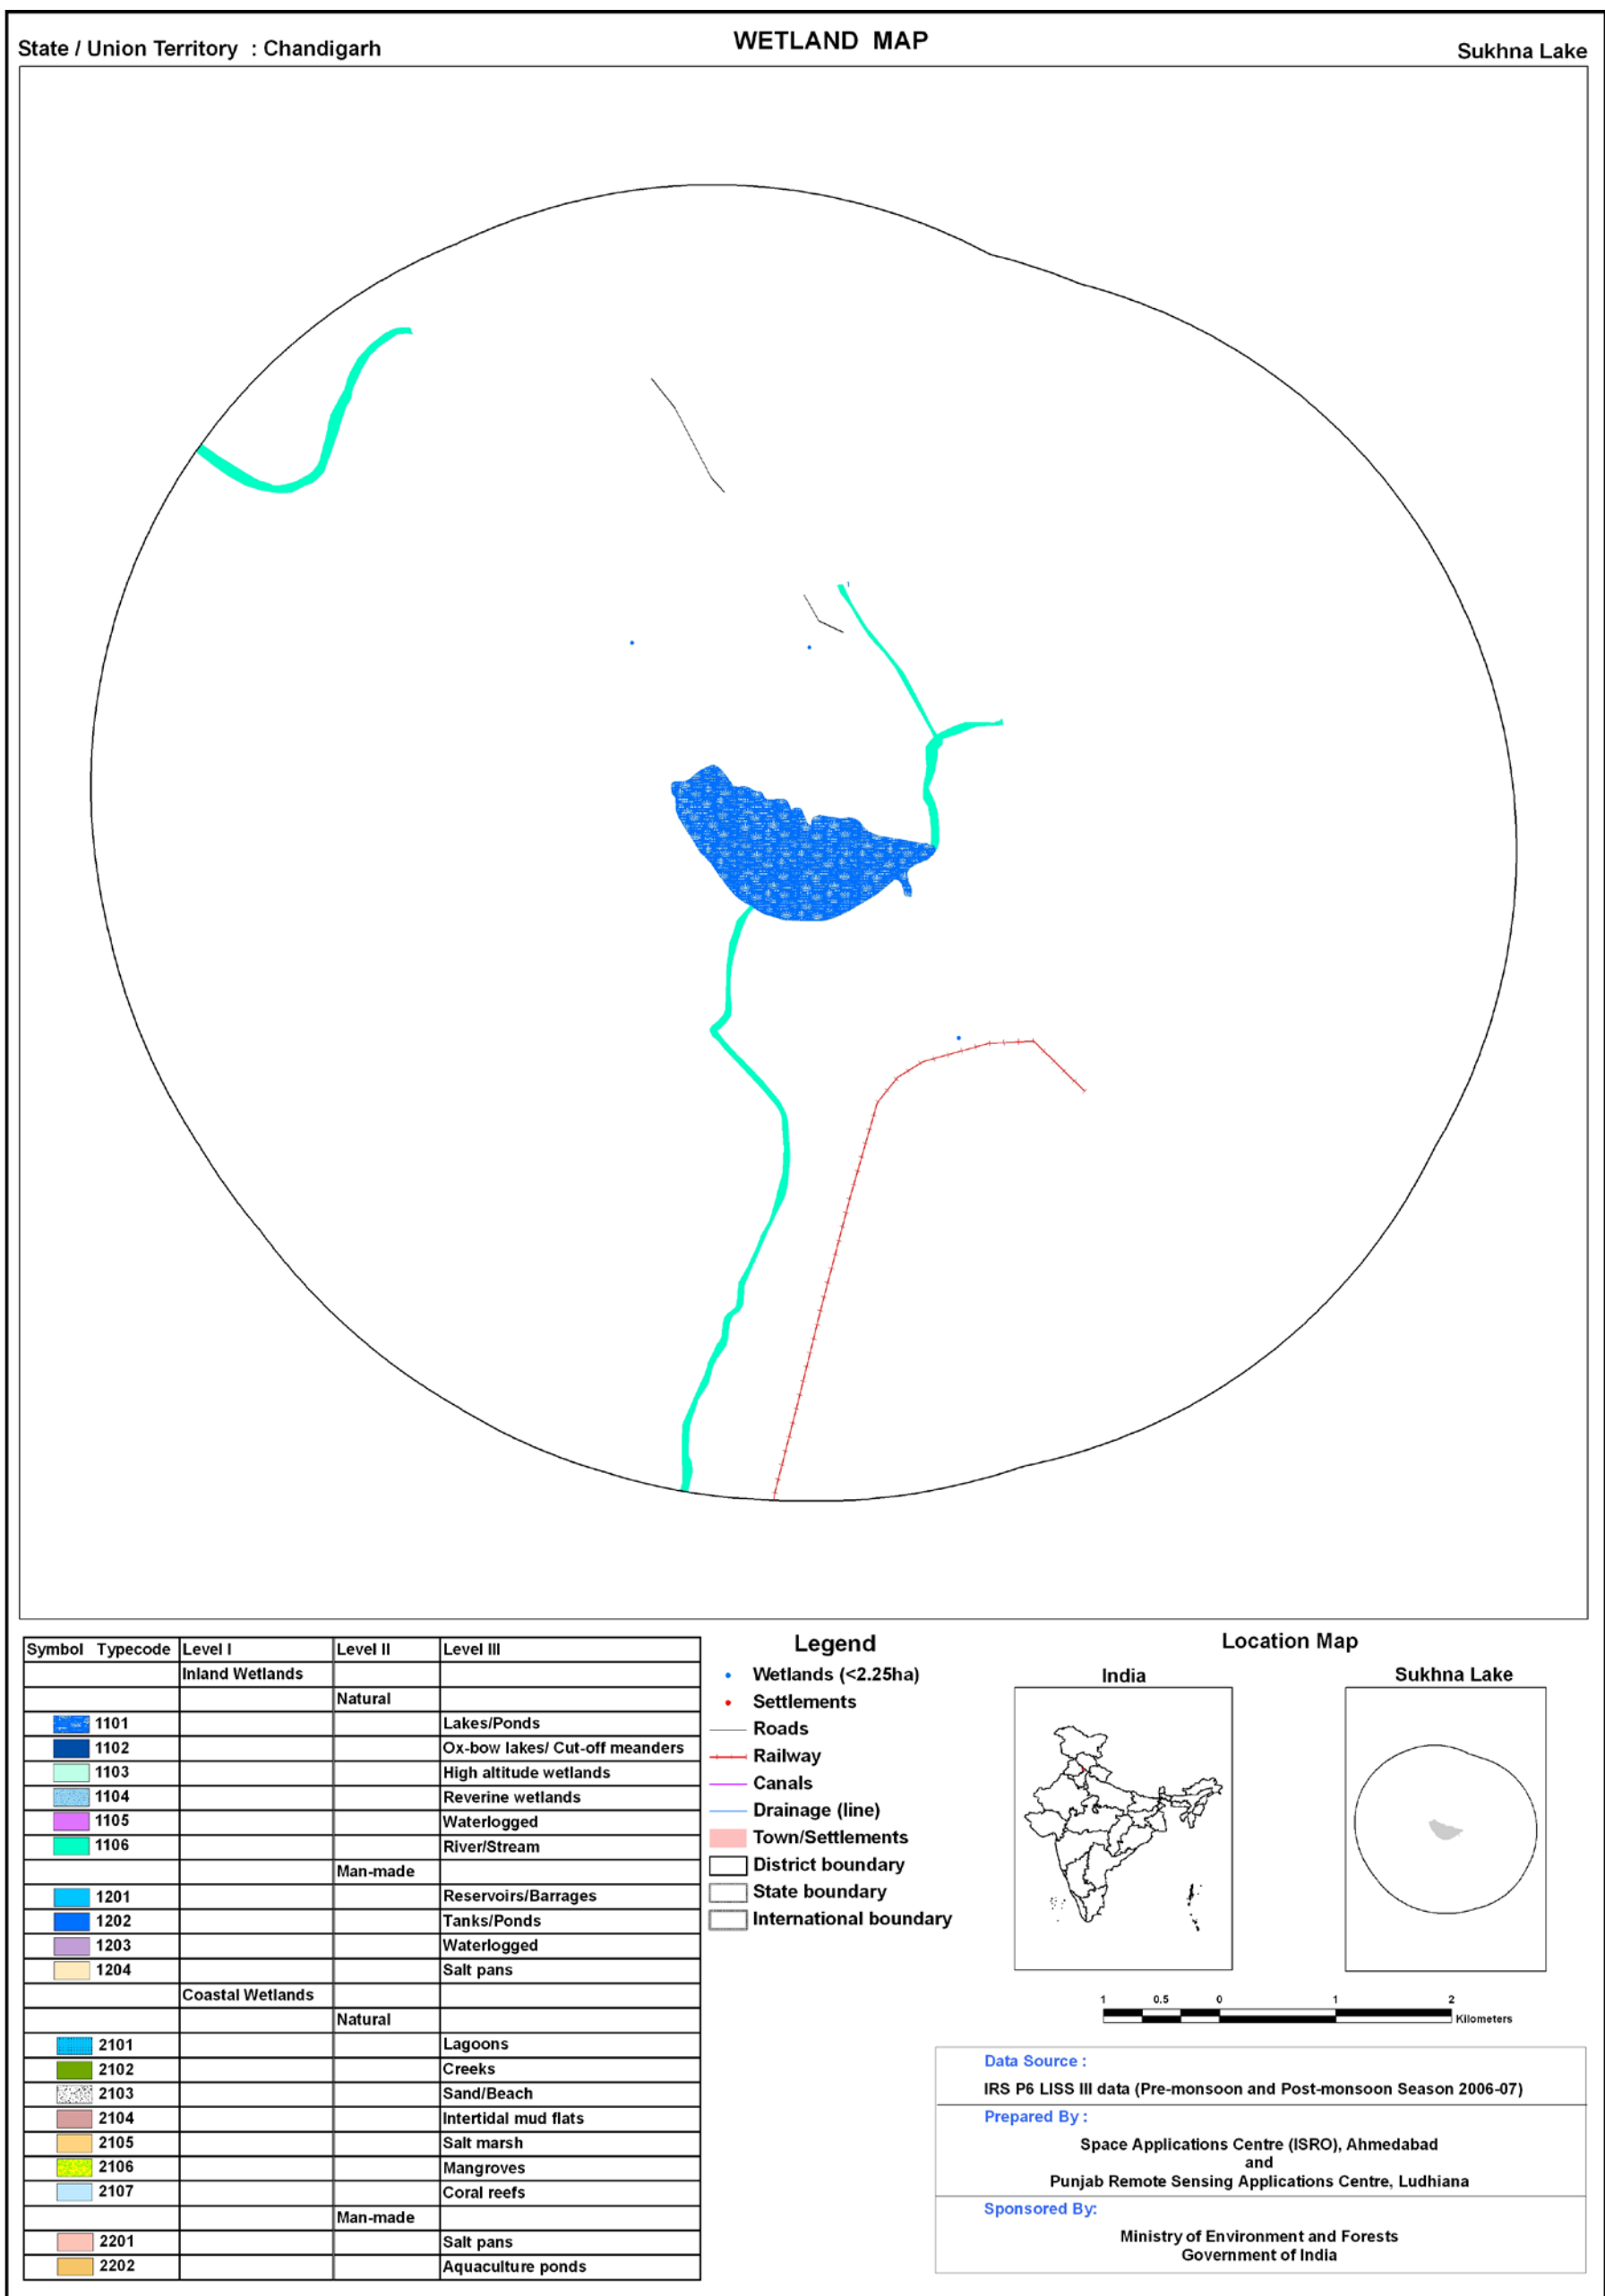 State / Union Territory : Chandigarh
WETLAND MAP
Sukhna Lake
Symbol Typecode Level I Level II Level III
Inland Wetlands
Natural
1101 Lakes/Ponds
1102 Ox-bow lakes/ Cut-off meanders
1103 High altitude wetlands
1104 Reverine wetlands
1105 Waterlogged
1106 River/Stream
Man-made
1201 Reservoirs/Barrages
1202 Tanks/Ponds
1203 Waterlogged
1204 Salt pans
Coastal Wetlands
Natural
2101 Lagoons
2102 Creeks
2103 Sand/Beach
2104 Intertidal mud flats
2105 Salt marsh
2106 Mangroves
2107 Coral reefs
Man-made
2201 Salt pans
2202 Aquaculture ponds
Legend
Wetlands (<2.25ha)
Settlements
Roads
Railway
Canals
Drainage (line)
Town/Settlements
District boundary
State boundary
International boundary
Location Map
India
Sukhna Lake
1 0.5 0 1 2
Kilometers
Data Source :
IRS P6 LISS III data (Pre-monsoon and Post-monsoon Season 2006-07)
Prepared By :
Space Applications Centre (ISRO), Ahmedabad
and
Punjab Remote Sensing Applications Centre, Ludhiana
Sponsored By:
Ministry of Environment and Forests
Government of India